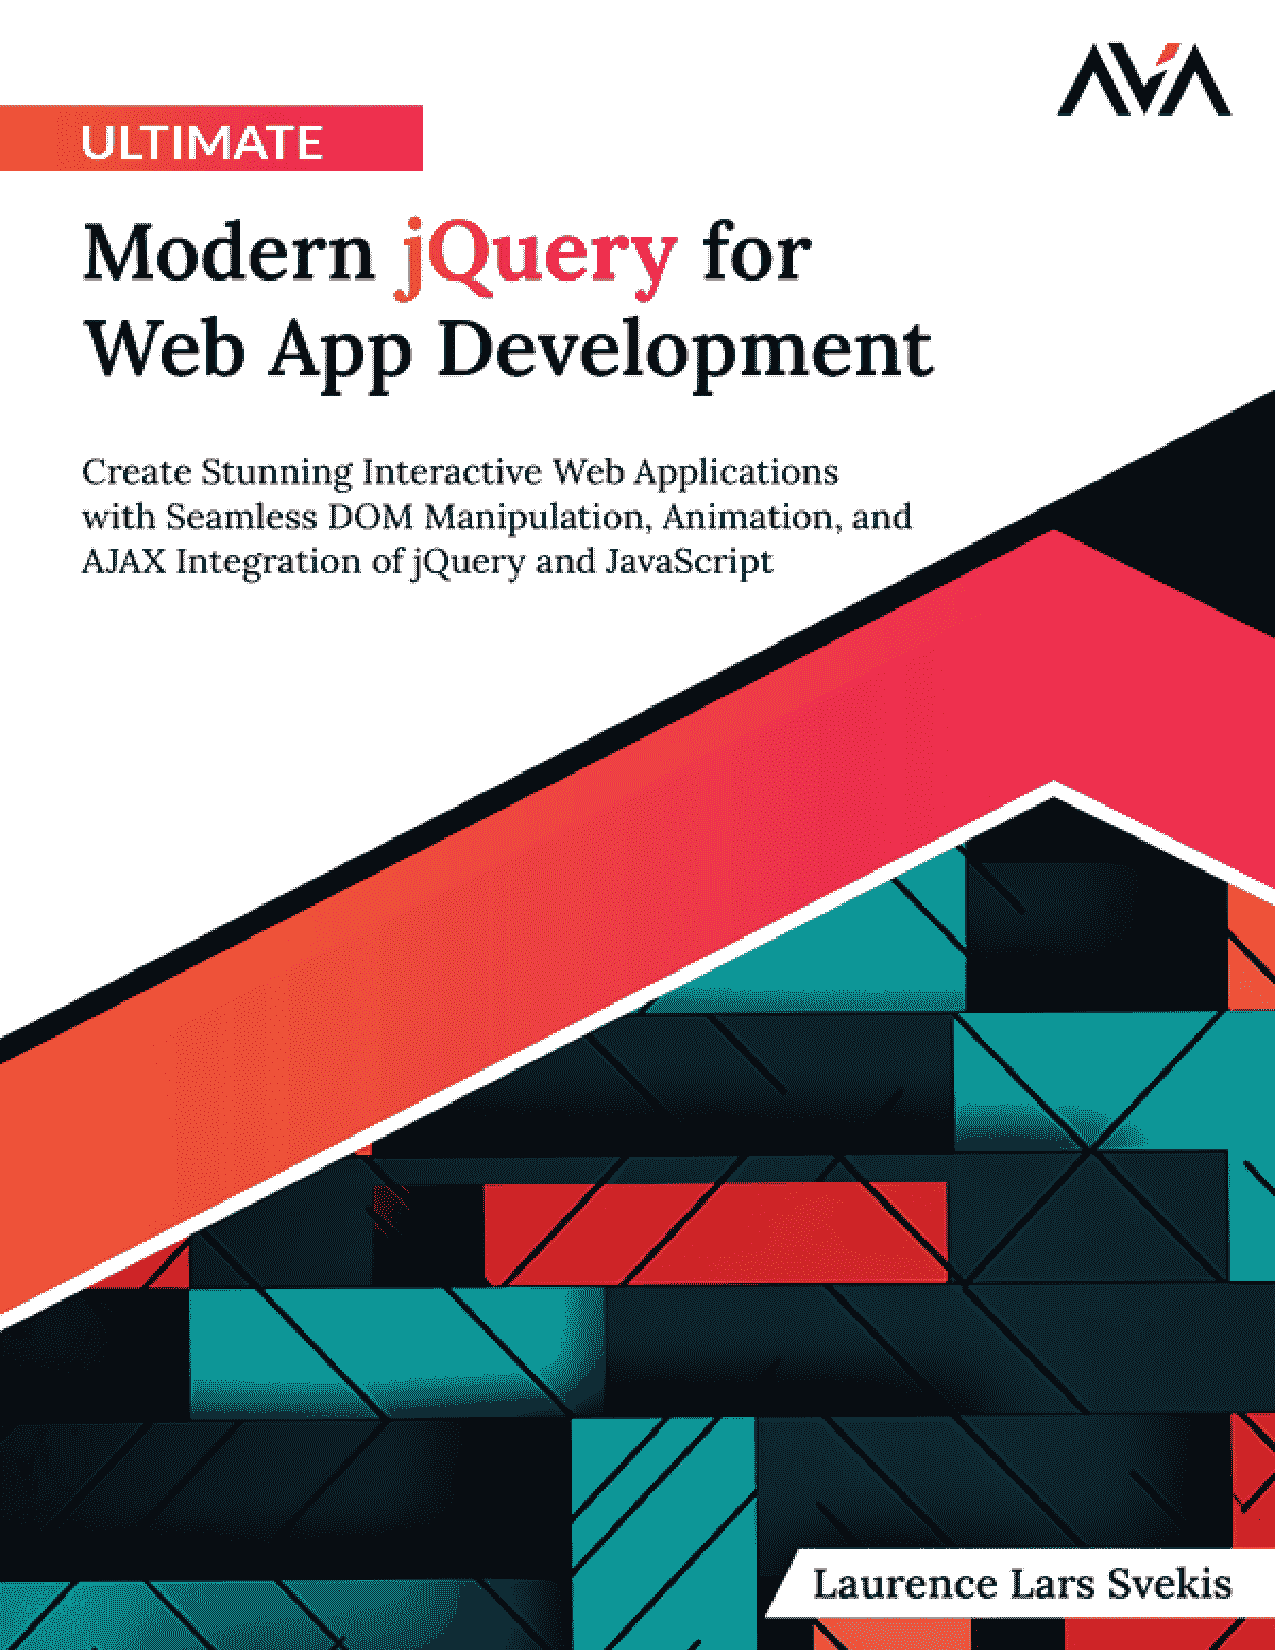 AVA
ULTIMATE
Modern jQuery for
Web App Development
Create Stunning Interactive Web Applications
with Seamless DOM Manipulation, Animation, and
AJAX Integration of jQuery and JavaScript
Laurence Lars Svekis